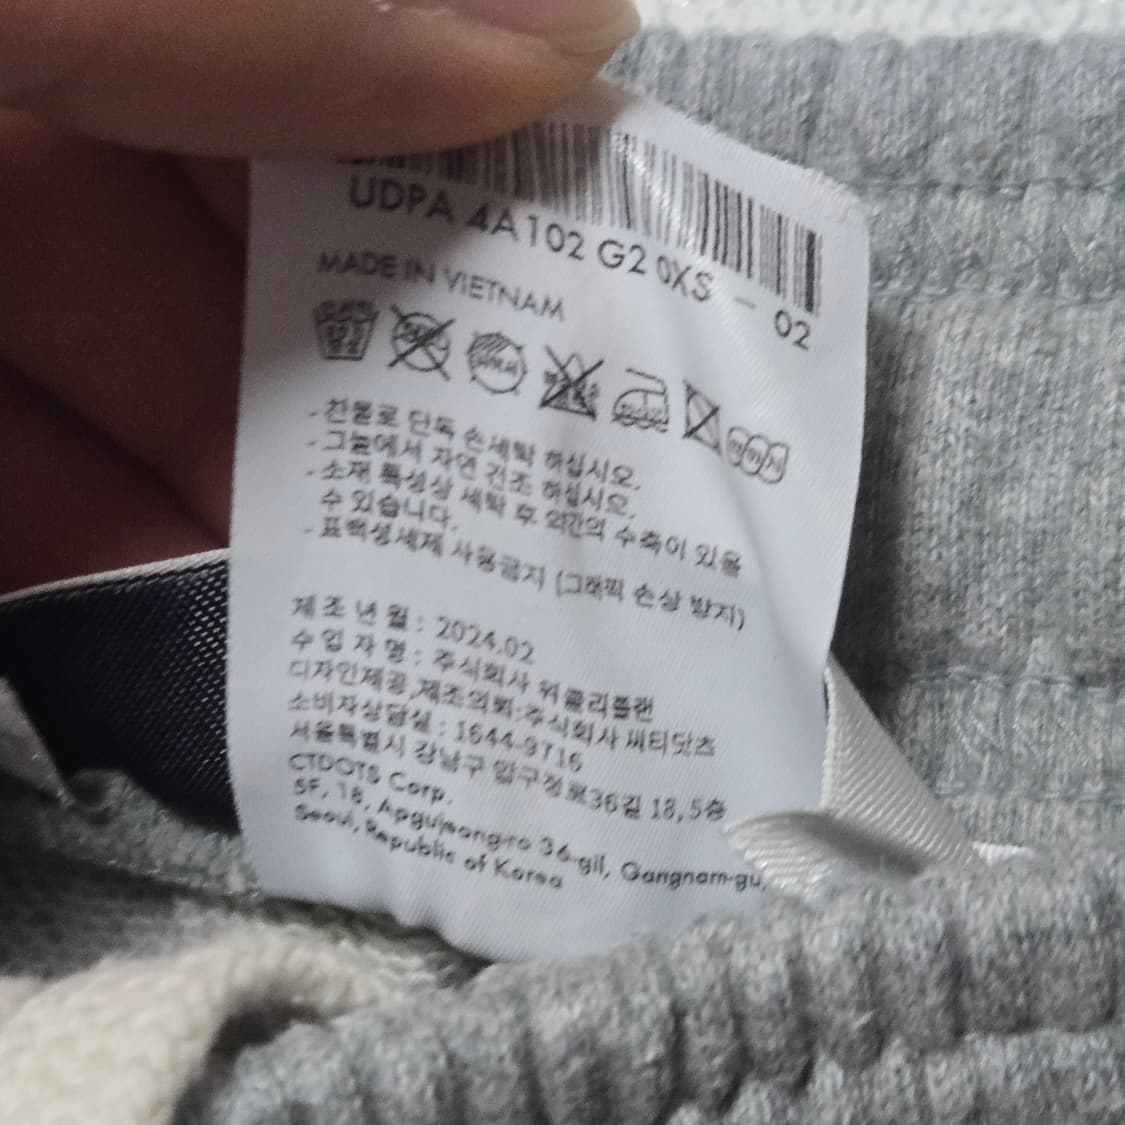 UDPA 4A102 G2 0XS - 02
MADE IN VIETNAM
- 찬물로 단독 손세탁 하십시오.
- 그늘에서 자연 건조 하십시오.
- 소재 특성상 세탁 후 약간의 수축이 있을
수 있습니다.
- 표백성세제 사용금지 (그래픽 손상 방지)
제 조 년 월 : 2024.02
수 입 자 명 : 주식회사 위클리플랜
디자인제공,제조의뢰:주식회사 씨티닷츠
소비자상담실 : 1644-9716
서울특별시 강남구 압구정로36길 18, 5층
CTDOTS Corp.
5F, 18, Apgujeong-ro 36-gil, Gangnam-gu,
Seoul, Republic of Korea